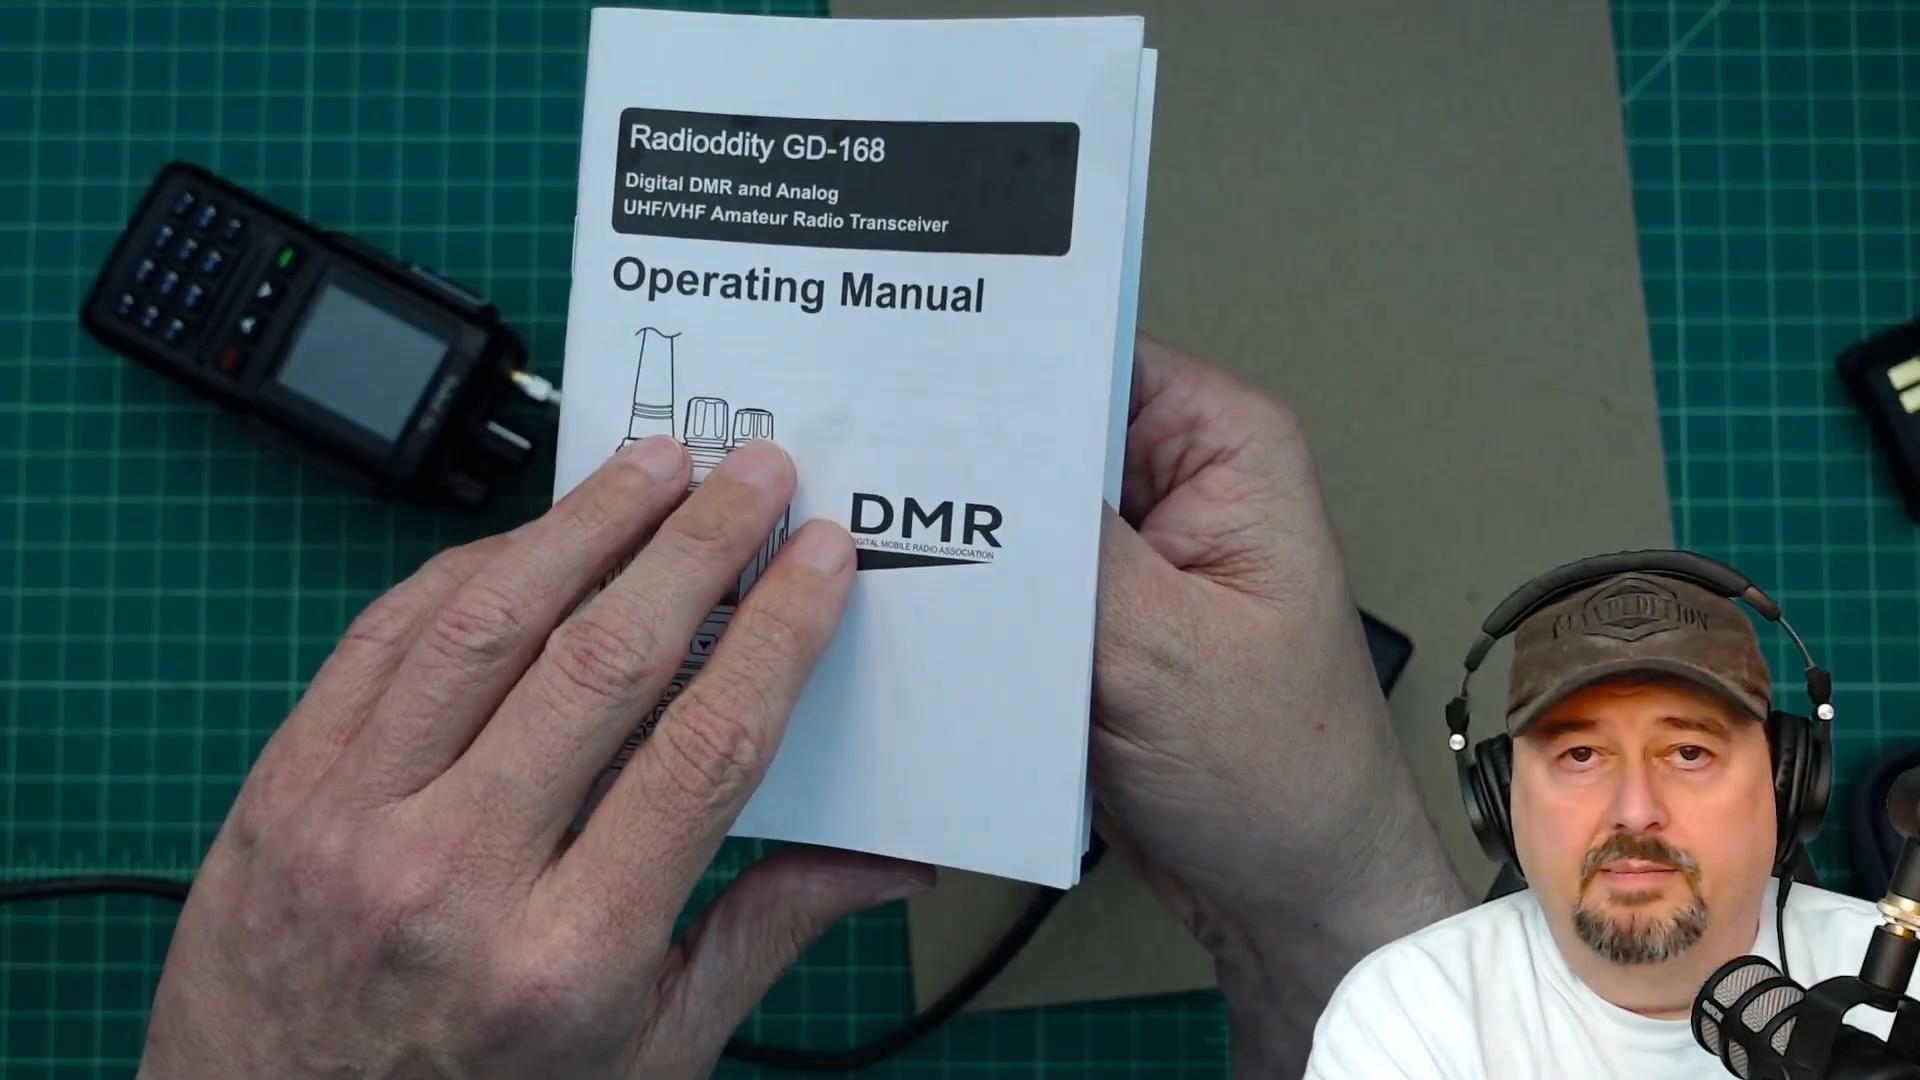 Radioddity GD-168
Digital DMR and Analog
UHF/VHF Amateur Radio Transceiver
Operating Manual
DMR
DIGITAL MOBILE RADIO ASSOCIATION
MAXPEDITION